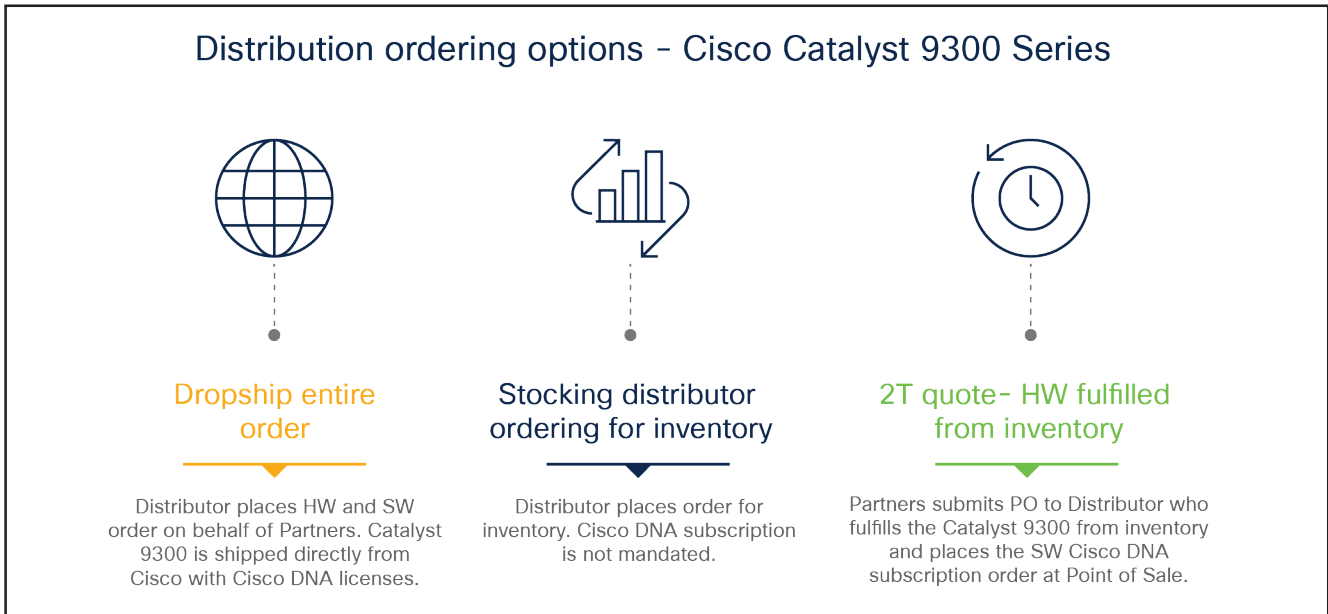 Distribution ordering options - Cisco Catalyst 9300 Series
Dropship entire
order
Distributor places HW and SW
order on behalf of Partners. Catalyst
9300 is shipped directly from
Cisco with Cisco DNA licenses.
Stocking distributor
ordering for inventory
Distributor places order for
inventory. Cisco DNA subscription
is not mandated.
2T quote- HW fulfilled
from inventory
Partners submits PO to Distributor who
fulfills the Catalyst 9300 from inventory
and places the SW Cisco DNA
subscription order at Point of Sale.